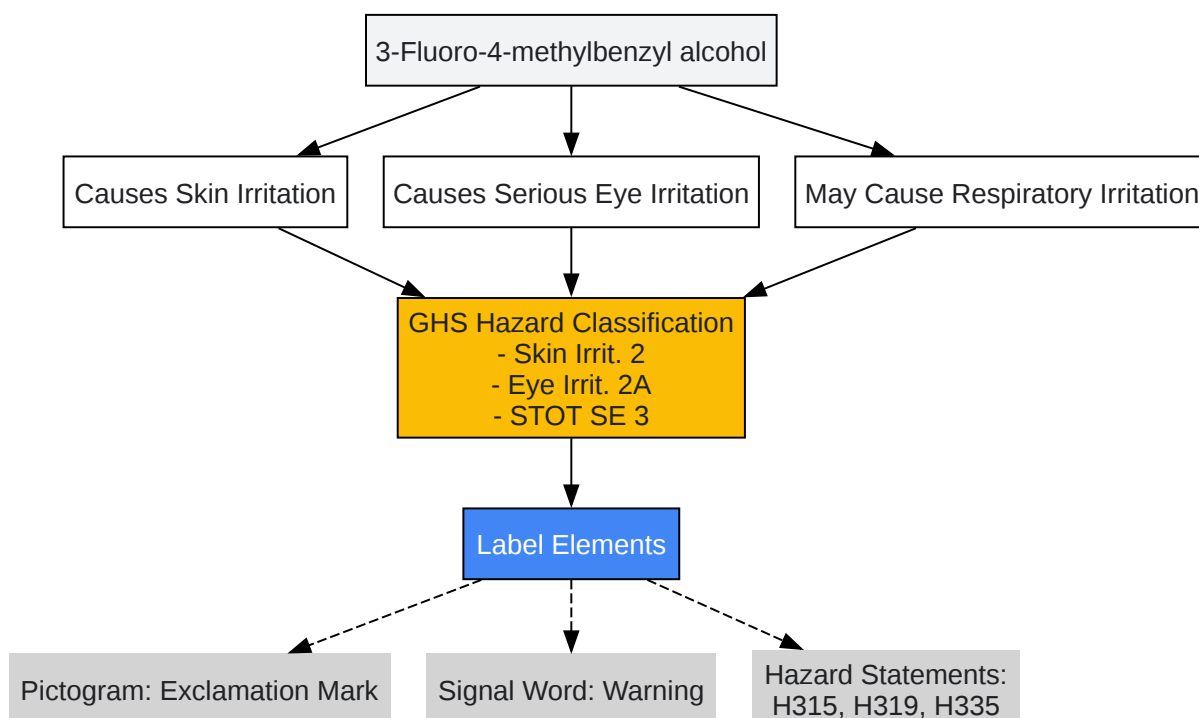 3-Fluoro-4-methylbenzyl alcohol
Causes Skin Irritation
Causes Serious Eye Irritation
May Cause Respiratory Irritation
GHS Hazard Classification
- Skin Irrit. 2
- Eye Irrit. 2A
- STOT SE 3
Label Elements
Pictogram: Exclamation Mark
Signal Word: Warning
Hazard Statements:
H315, H319, H335